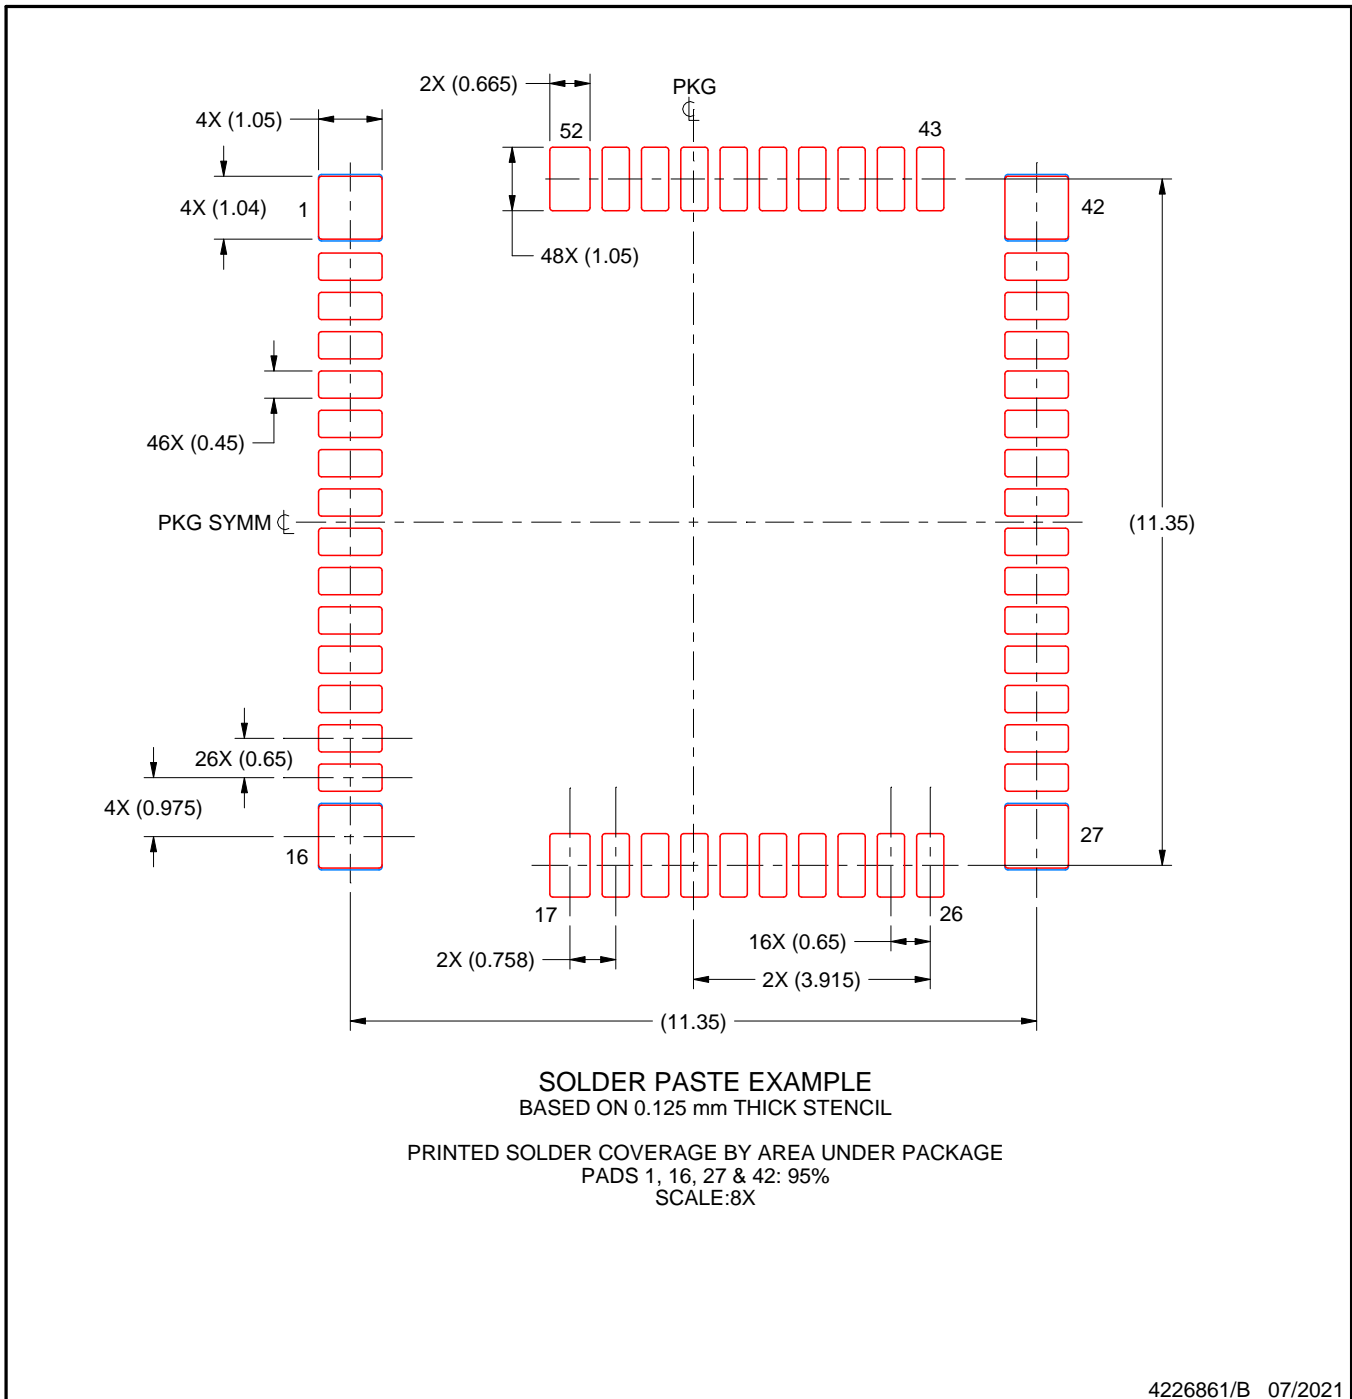 2X (0.665)
PKG
4X (1.05)
52
43
4X (1.04)
1
42
48X (1.05)
46X (0.45)
PKG SYMM
(11.35)
26X (0.65)
4X (0.975)
16
27
17
26
16X (0.65)
2X (0.758)
2X (3.915)
(11.35)
SOLDER PASTE EXAMPLE
BASED ON 0.125 mm THICK STENCIL
PRINTED SOLDER COVERAGE BY AREA UNDER PACKAGE
PADS 1, 16, 27 & 42: 95%
SCALE:8X
4226861/B 07/2021